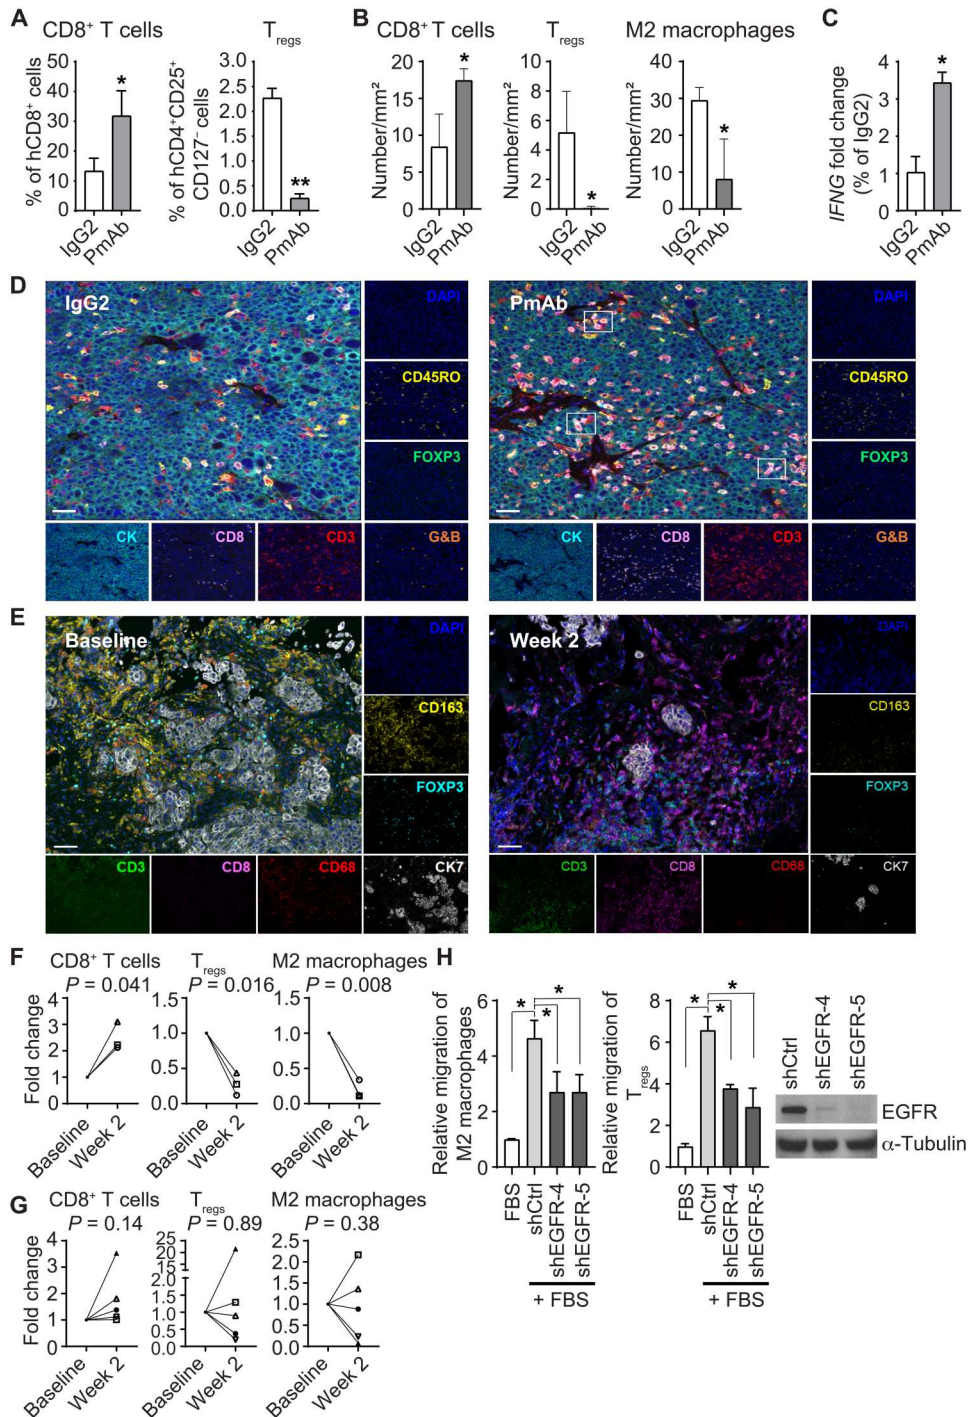 A
CD8⁺ T cells
% of hCD8⁺ cells
50
40
30
20
10
0
*
IgG2
PmAb
Tregs
% of hCD4⁺CD25⁺
CD127⁻ cells
3.0
2.5
2.0
1.5
1.0
0.5
0.0
**
IgG2
PmAb
B
CD8⁺ T cells
Number/mm²
20
15
10
5
0
*
IgG2
PmAb
Tregs
Number/mm²
10
8
6
4
2
0
*
IgG2
PmAb
M2 macrophages
Number/mm²
40
30
20
10
0
*
IgG2
PmAb
C
IFNG fold change
(% of IgG2)
4
3
2
1
0
*
IgG2
PmAb
D
IgG2
DAPI
CD45RO
FOXP3
CK
CD8
CD3
G&B
PmAb
DAPI
CD45RO
FOXP3
CK
CD8
CD3
G&B
E
Baseline
DAPI
CD163
FOXP3
CD3
CD8
CD68
CK7
Week 2
DAPI
CD163
FOXP3
CD3
CD8
CD68
CK7
F
CD8⁺ T cells
P = 0.041
Fold change
4
3
2
1
0
Baseline
Week 2
Tregs
P = 0.016
1.5
1.0
0.5
0.0
Baseline
Week 2
M2 macrophages
P = 0.008
1.5
1.0
0.5
0.0
Baseline
Week 2
G
CD8⁺ T cells
P = 0.14
Fold change
4
3
2
1
0
Baseline
Week 2
Tregs
P = 0.89
25
20
15
2.0
1.5
1.0
0.5
0.0
Baseline
Week 2
M2 macrophages
P = 0.38
2.5
2.0
1.5
1.0
0.5
0.0
Baseline
Week 2
H
Relative migration of
M2 macrophages
6
4
2
0
*
*
*
FBS
shCtrl
shEGFR-4
shEGFR-5
+ FBS
Relative migration of
Tregs
8
6
4
2
0
*
*
*
FBS
shCtrl
shEGFR-4
shEGFR-5
+ FBS
shCtrl
shEGFR-4
shEGFR-5
EGFR
α-Tubulin